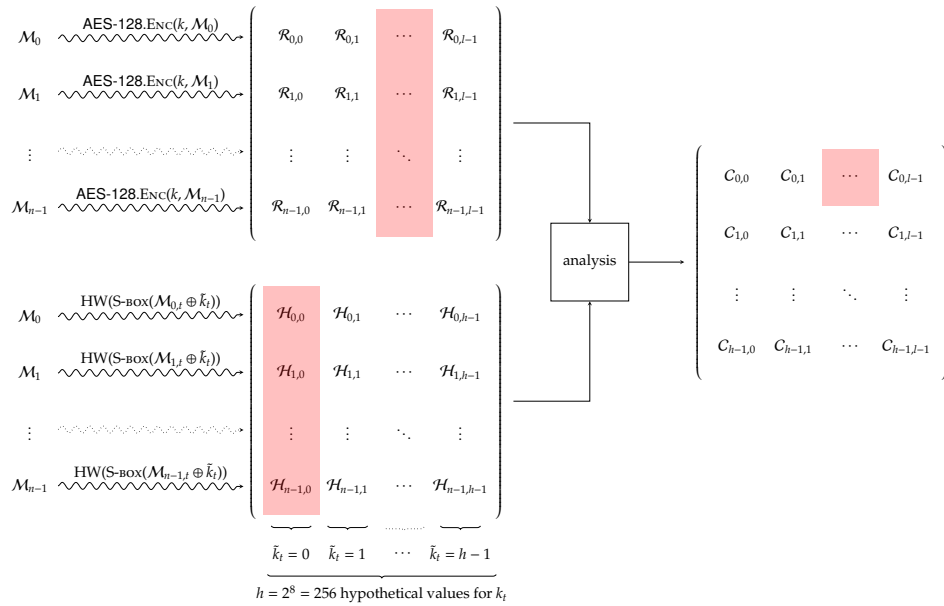 M₀ AES-128.Enc(k, M₀) R₀,₀ R₀,₁ ⋯ R₀,l−1
M₁ AES-128.Enc(k, M₁) R₁,₀ R₁,₁ ⋯ R₁,l−1
⋮ ⋮ ⋮ ⋱ ⋮
Mn−1 AES-128.Enc(k, Mn−1) Rn−1,0 Rn−1,1 ⋯ Rn−1,l−1
M₀ HW(S-box(M₀,t ⊕ k̃t)) H₀,₀ H₀,₁ ⋯ H₀,h−1
M₁ HW(S-box(M₁,t ⊕ k̃t)) H₁,₀ H₁,₁ ⋯ H₁,h−1
⋮ ⋮ ⋮ ⋱ ⋮
Mn−1 HW(S-box(Mn−1,t ⊕ k̃t)) Hn−1,0 Hn−1,1 ⋯ Hn−1,h−1
k̃t = 0 k̃t = 1 ⋯ k̃t = h − 1
h = 2⁸ = 256 hypothetical values for kt
analysis
C₀,₀ C₀,₁ ⋯ C₀,l−1
C₁,₀ C₁,₁ ⋯ C₁,l−1
⋮ ⋮ ⋱ ⋮
Ch−1,0 Ch−1,1 ⋯ Ch−1,l−1